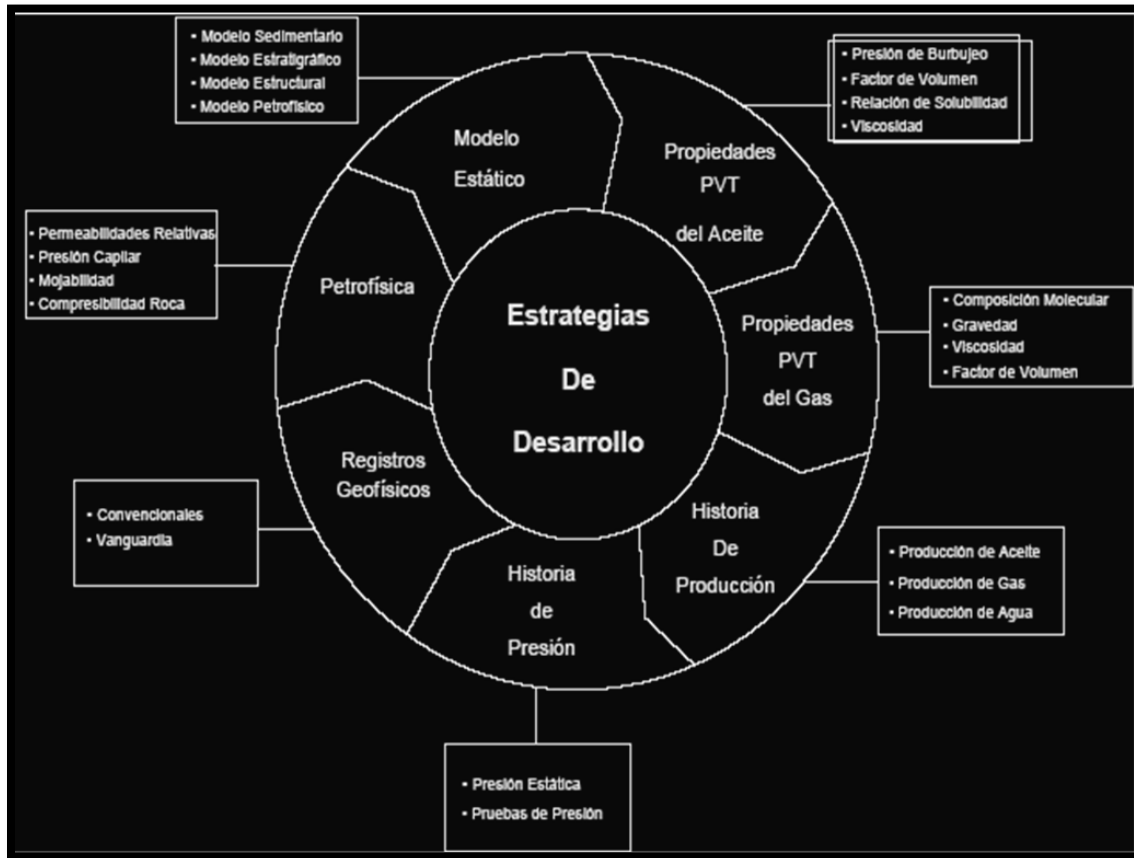 • Modelo Sedimentario
• Modelo Estratigráfico
• Modelo Estructural
• Modelo Petrofísico
• Presión de Burbujeo
• Factor de Volumen
• Relación de Solubilidad
• Viscosidad
Modelo
Estático
Propiedades
PVT
del Aceite
• Permeabilidades Relativas
• Presión Capilar
• Mojabilidad
• Compresibilidad Roca
Petrofísica
Estrategias
De
Desarrollo
Propiedades
PVT
del Gas
• Composición Molecular
• Gravedad
• Viscosidad
• Factor de Volumen
Registros
Geofísicos
• Convencionales
• Vanguardia
Historia
de
Presión
Historia
De
Producción
• Producción de Aceite
• Producción de Gas
• Producción de Agua
• Presión Estática
• Pruebas de Presión